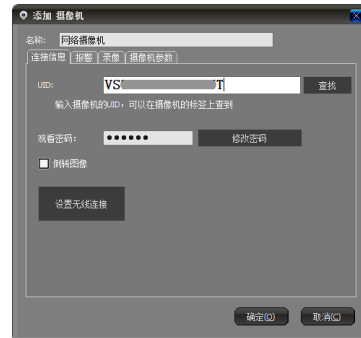 添加 摄像机
名称: 网络摄像机
连接信息 报警 录像 摄像机参数
UID: VS T 查找
输入摄像机的UID，可以在摄像机的标签上查到
观看密码: ●●●●●● 修改密码
倒转图像
设置无线连接
确定(O) 取消(C)